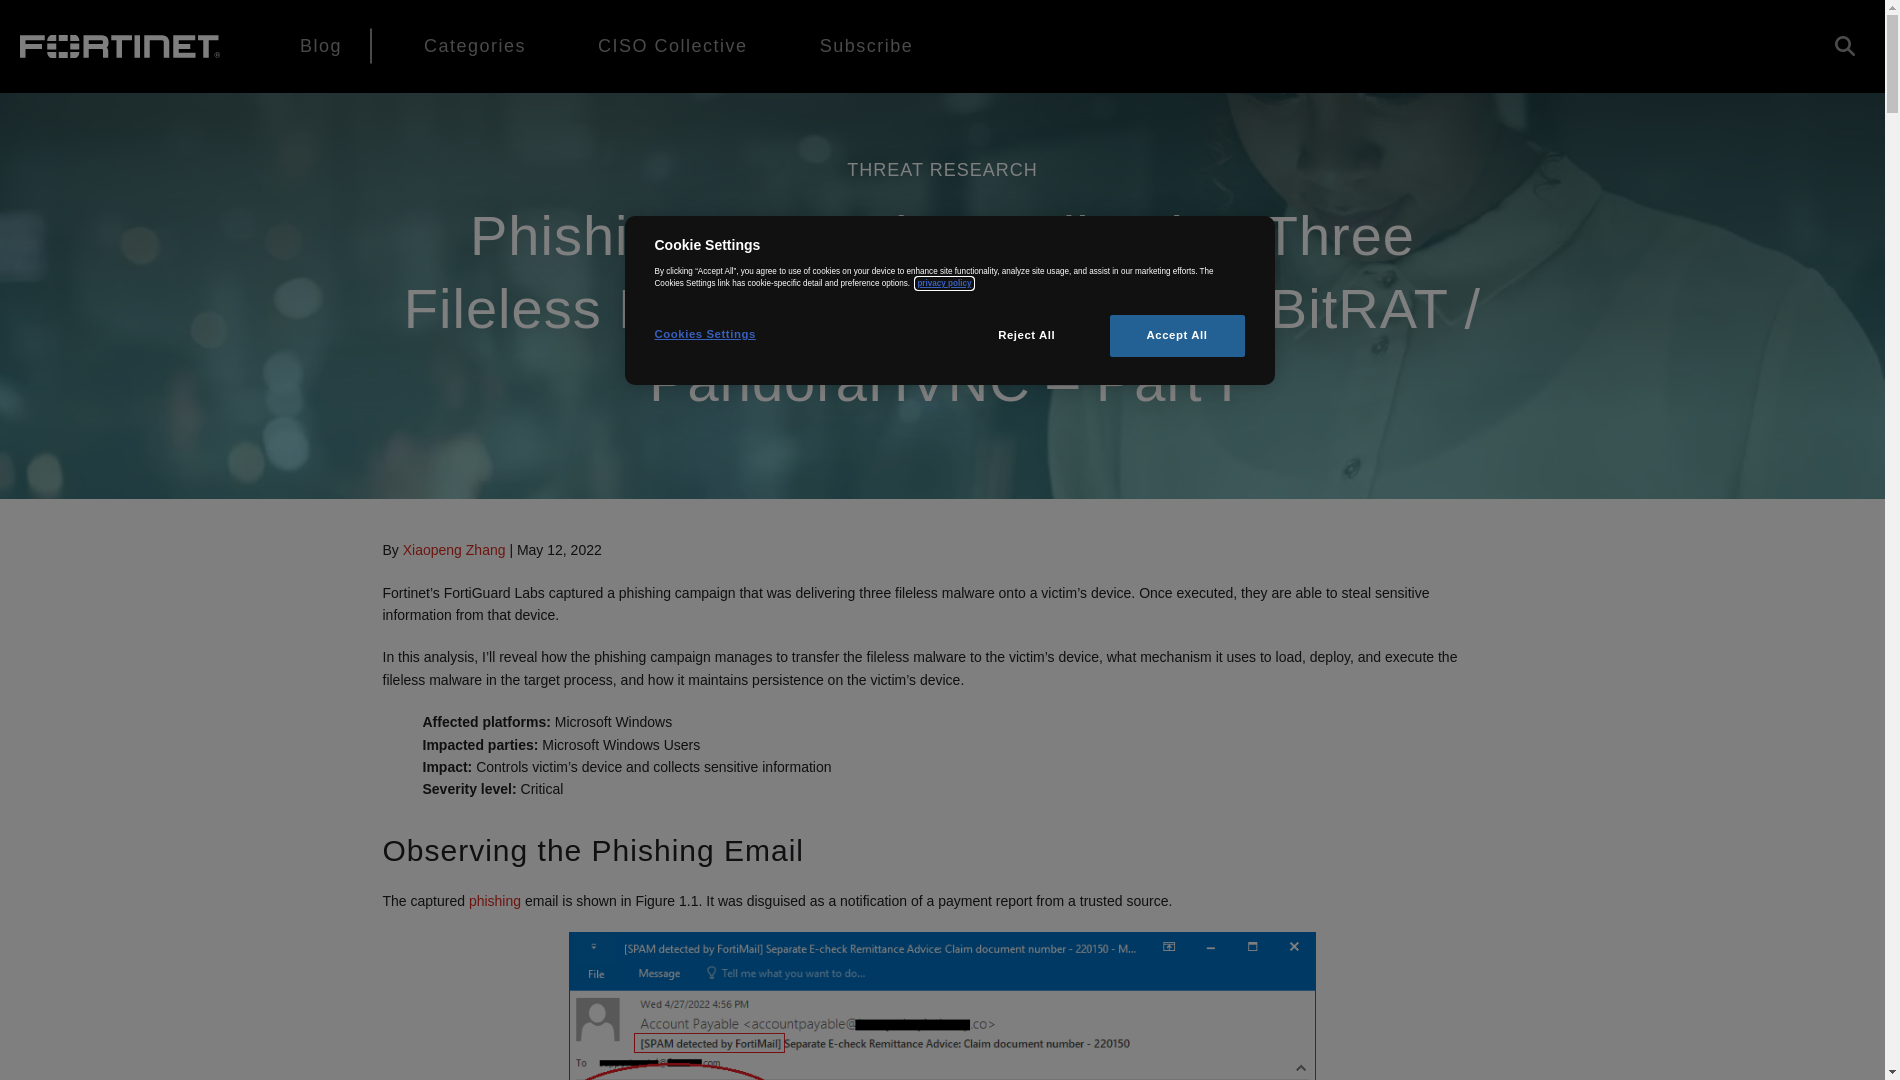 FORTINET
Blog
Categories
CISO Collective
Subscribe
THREAT RESEARCH
Three
Fileless
BitRAT /
PandoraHVNC – Part I
Cookie Settings
By clicking “Accept All”, you agree to use of cookies on your device to enhance site functionality, analyze site usage, and assist in our marketing efforts. The
Cookies Settings link has cookie-specific detail and preference options. privacy policy
Cookies Settings
Reject All
Accept All
By Xiaopeng Zhang | May 12, 2022
Fortinet’s FortiGuard Labs captured a phishing campaign that was delivering three fileless malware onto a victim’s device. Once executed, they are able to steal sensitive
information from that device.
In this analysis, I’ll reveal how the phishing campaign manages to transfer the fileless malware to the victim’s device, what mechanism it uses to load, deploy, and execute the
fileless malware in the target process, and how it maintains persistence on the victim’s device.
Affected platforms: Microsoft Windows
Impacted parties: Microsoft Windows Users
Impact: Controls victim’s device and collects sensitive information
Severity level: Critical
Observing the Phishing Email
The captured phishing email is shown in Figure 1.1. It was disguised as a notification of a payment report from a trusted source.
[SPAM detected by FortiMail] Separate E-check Remittance Advice: Claim document number - 220150 - M...
File
Message
Tell me what you want to do...
Wed 4/27/2022 4:56 PM
Account Payable <accountpayable@ .co>
[SPAM detected by FortiMail] Separate E-check Remittance Advice: Claim document number - 220150
To .com